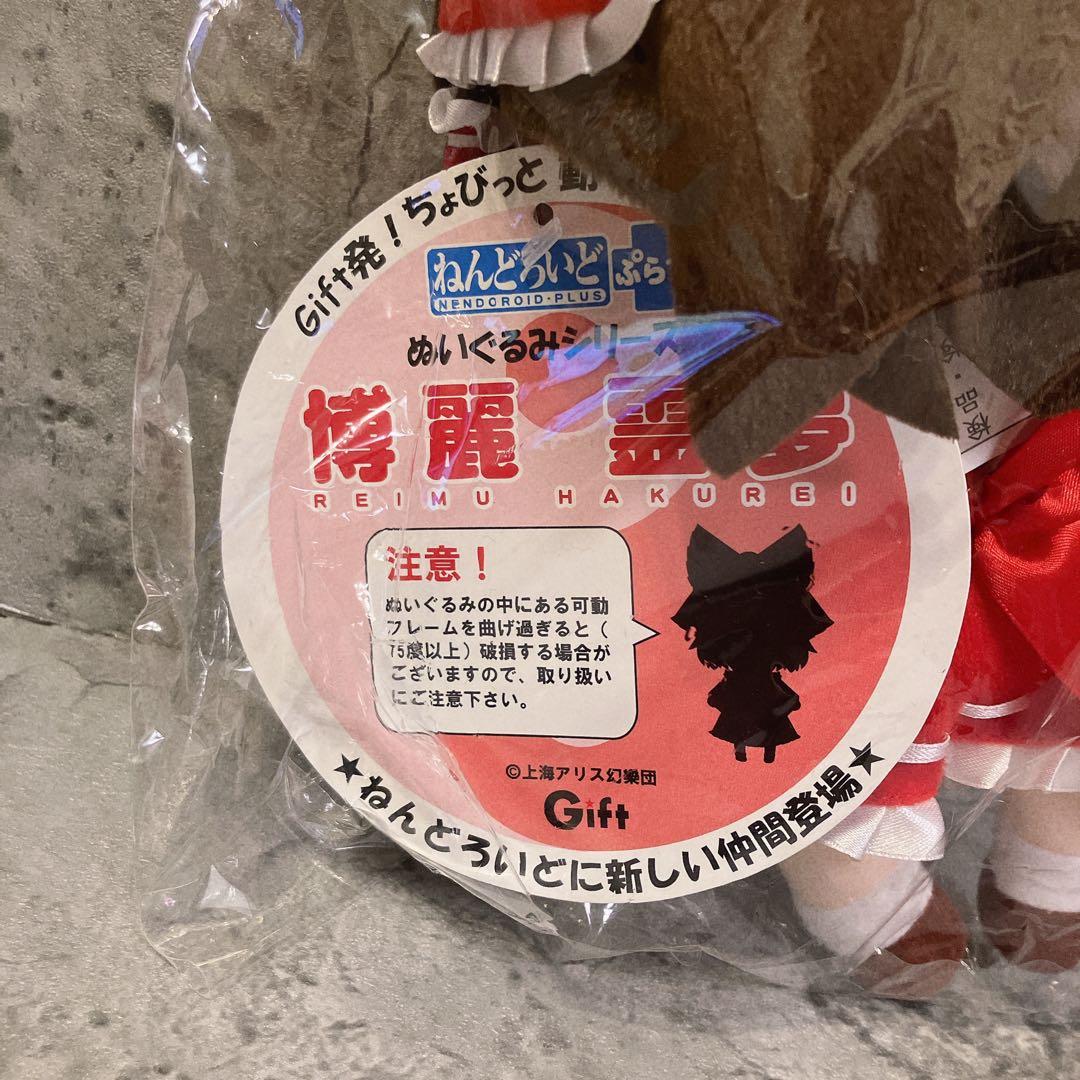 Gift発！ちょびっと動
ねんどろいど ぷら
NENDOROID・PLUS
ぬいぐるみシリーズ
博麗 霊夢
REIMU HAKUREI
注意！
ぬいぐるみの中にある可動
フレームを曲げ過ぎると（
75度以上）破損する場合が
ございますので、取り扱い
にご注意下さい。
©上海アリス幻樂団
Gift
★ねんどろいどに新しい仲間登場★
検品